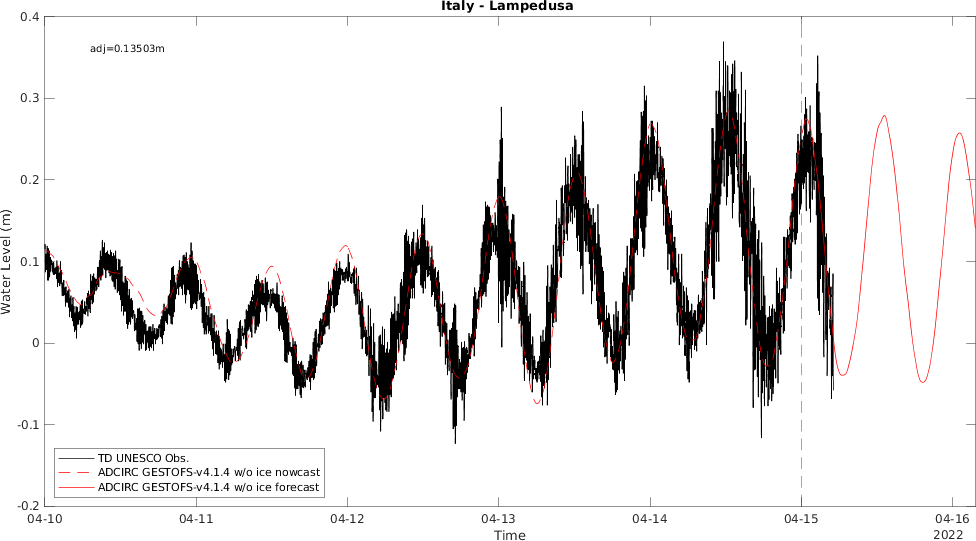 Italy - Lampedusa
adj=0.13503m
0.4
0.3
0.2
0.1
0
-0.1
-0.2
Water Level (m)
TD UNESCO Obs.
ADCIRC GESTOFS-v4.1.4 w/o ice nowcast
ADCIRC GESTOFS-v4.1.4 w/o ice forecast
04-10 04-11 04-12 04-13 04-14 04-15 04-16
Time
2022